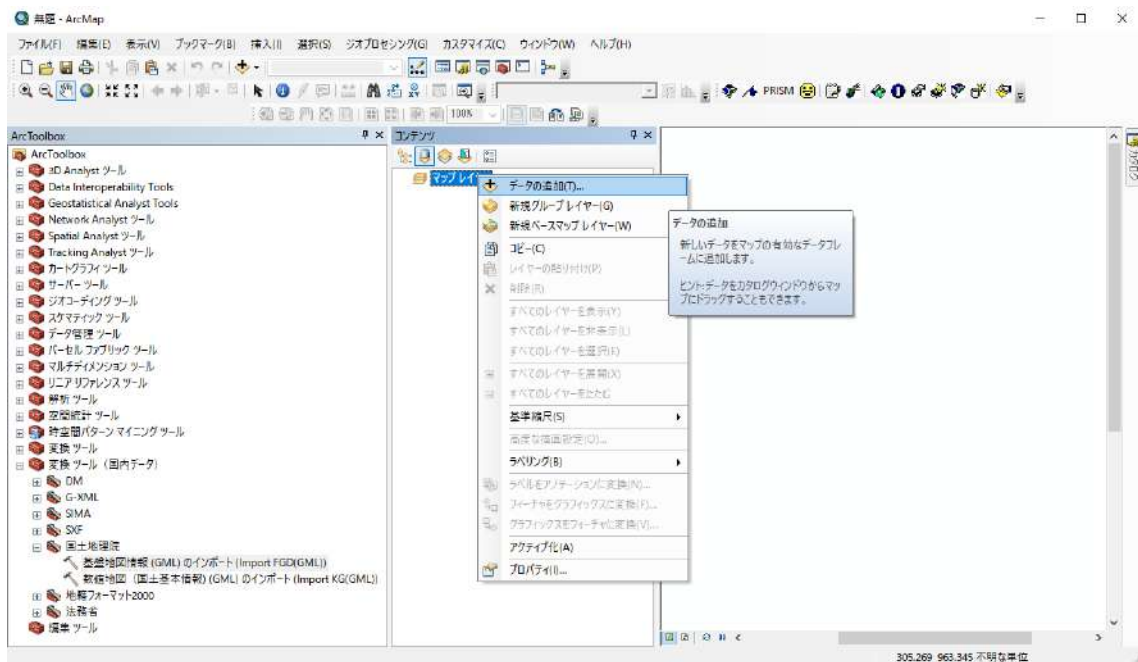 無題 - ArcMap
ファイル(F) 編集(E) 表示(V) ブックマーク(B) 挿入(I) 選択(S) ジオプロセシング(G) カスタマイズ(C) ウィンドウ(W) ヘルプ(H)
PRISM
100%
ArcToolbox
ArcToolbox
3D Analyst ツール
Data Interoperability Tools
Geostatistical Analyst Tools
Network Analyst ツール
Spatial Analyst ツール
Tracking Analyst ツール
カートグラフィ ツール
サーバー ツール
ジオコーディング ツール
スケマティック ツール
データ管理 ツール
パーセル ファブリック ツール
マルチディメンション ツール
リニア リファレンス ツール
解析 ツール
空間統計 ツール
時空間パターン マイニング ツール
変換 ツール
変換 ツール (国内データ)
DM
G-XML
SIMA
SXF
国土地理院
基盤地図情報 (GML) のインポート (Import FGD(GML))
数値地図 (国土基本情報) (GML) のインポート (Import KG(GML))
地籍フォーマット2000
法務省
編集 ツール
コンテンツ
マップ レイヤ
データの追加(T)...
新規グループ レイヤー(G)
新規ベースマップ レイヤー(W)
コピー(C)
レイヤーの貼り付け(P)
削除(R)
すべてのレイヤーを表示(Y)
すべてのレイヤーを非表示(L)
すべてのレイヤーを選択(E)
すべてのレイヤーを展開(X)
すべてのレイヤーをたたむ
基準縮尺(S)
高度な描画設定(O)...
ラベリング(B)
ラベルをアノテーションに変換(N)...
フィーチャをグラフィックスに変換(F)...
グラフィックスをフィーチャに変換(V)...
アクティブ化(A)
プロパティ(I)...
データの追加
新しいデータをマップの有効なデータフレ
ームに追加します。
ヒント:データをカタログウィンドウからマッ
プにドラッグすることもできます。
カタログ
305.269 963.345 不明な単位